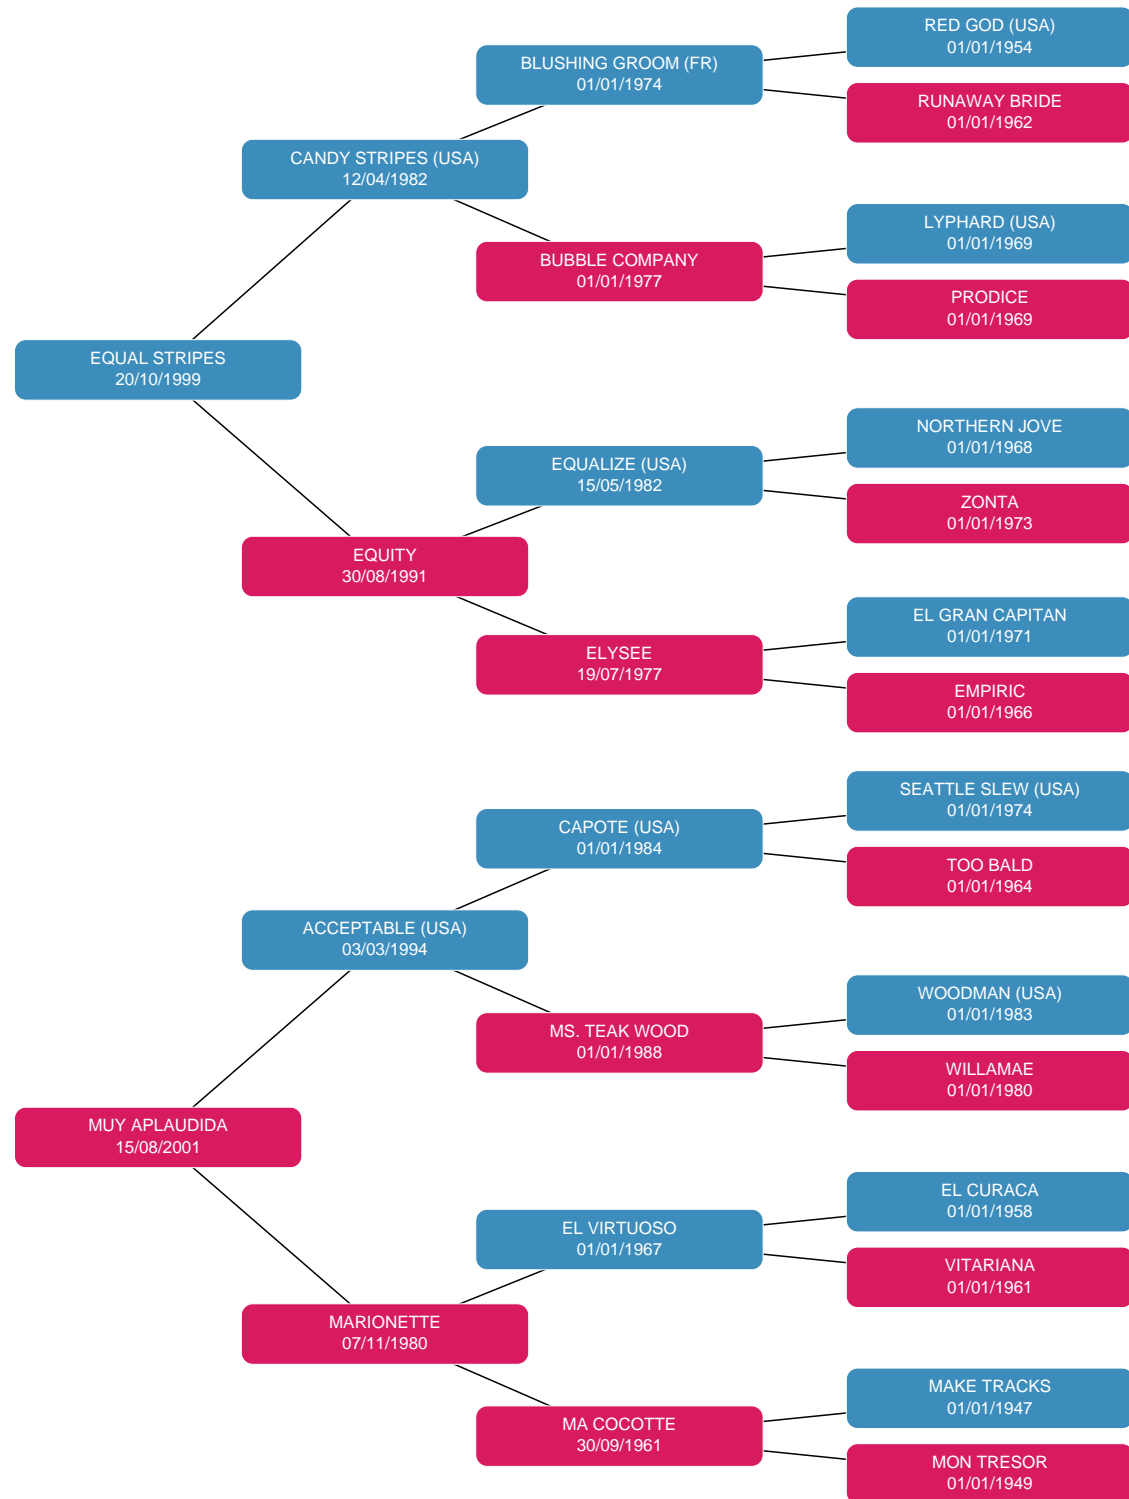 RED GOD (USA)
01/01/1954
BLUSHING GROOM (FR)
01/01/1974
RUNAWAY BRIDE
01/01/1962
CANDY STRIPES (USA)
12/04/1982
LYPHARD (USA)
01/01/1969
BUBBLE COMPANY
01/01/1977
PRODICE
01/01/1969
EQUAL STRIPES
20/10/1999
NORTHERN JOVE
01/01/1968
EQUALIZE (USA)
15/05/1982
ZONTA
01/01/1973
EQUITY
30/08/1991
EL GRAN CAPITAN
01/01/1971
ELYSEE
19/07/1977
EMPIRIC
01/01/1966
SEATTLE SLEW (USA)
01/01/1974
CAPOTE (USA)
01/01/1984
TOO BALD
01/01/1964
ACCEPTABLE (USA)
03/03/1994
WOODMAN (USA)
01/01/1983
MS. TEAK WOOD
01/01/1988
WILLAMAE
01/01/1980
MUY APLAUDIDA
15/08/2001
EL CURACA
01/01/1958
EL VIRTUOSO
01/01/1967
VITARIANA
01/01/1961
MARIONETTE
07/11/1980
MAKE TRACKS
01/01/1947
MA COCOTTE
30/09/1961
MON TRESOR
01/01/1949